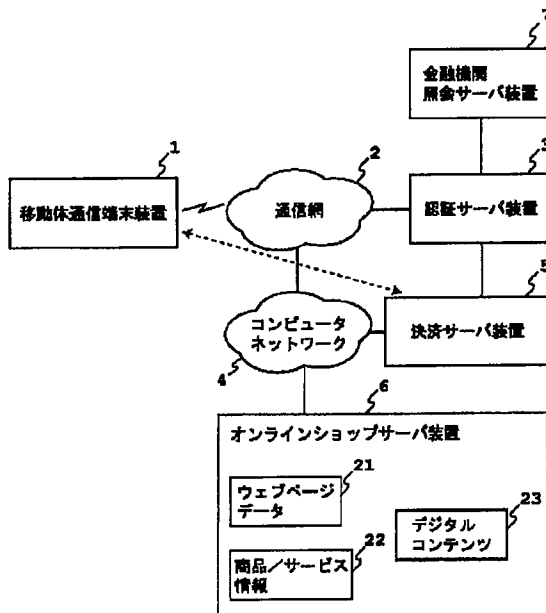 7
金融機関
照会サーバ装置
1
2
3
移動体通信端末装置
通信網
認証サーバ装置
5
コンピュータ
ネットワーク
決済サーバ装置
4
6
オンラインショップサーバ装置
21
ウェブページ
データ
23
デジタル
コンテンツ
22
商品／サービス
情報